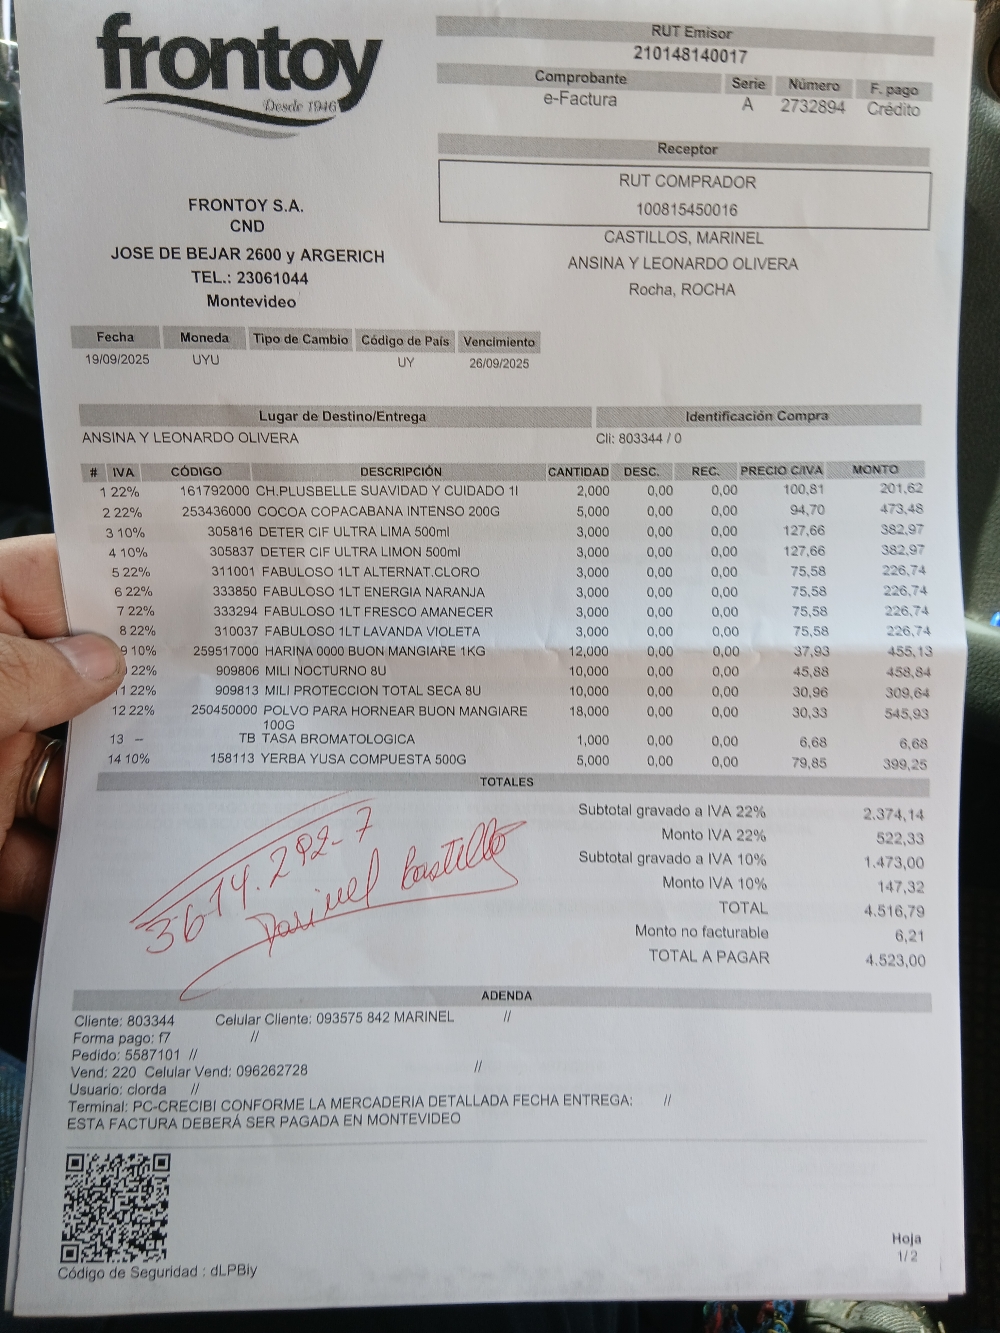 frontoy
Desde 1946
RUT Emisor
210148140017
Comprobante Serie Número F. pago
e-Factura A 2732894 Crédito
Receptor
RUT COMPRADOR
100815450016
CASTILLOS, MARINEL
ANSINA Y LEONARDO OLIVERA
Rocha, ROCHA
FRONTOY S.A.
CND
JOSE DE BEJAR 2600 y ARGERICH
TEL.: 23061044
Montevideo
Fecha Moneda Tipo de Cambio Código de País Vencimiento
19/09/2025 UYU UY 26/09/2025
Lugar de Destino/Entrega Identificación Compra
ANSINA Y LEONARDO OLIVERA Cli: 803344 / 0
# IVA CÓDIGO DESCRIPCIÓN CANTIDAD DESC. REC. PRECIO C/IVA MONTO
1 22% 161792000 CH.PLUSBELLE SUAVIDAD Y CUIDADO 1l 2,000 0,00 0,00 100,81 201,62
2 22% 253436000 COCOA COPACABANA INTENSO 200G 5,000 0,00 0,00 94,70 473,48
3 10% 305816 DETER CIF ULTRA LIMA 500ml 3,000 0,00 0,00 127,66 382,97
4 10% 305837 DETER CIF ULTRA LIMON 500ml 3,000 0,00 0,00 127,66 382,97
5 22% 311001 FABULOSO 1LT ALTERNAT.CLORO 3,000 0,00 0,00 75,58 226,74
6 22% 333850 FABULOSO 1LT ENERGIA NARANJA 3,000 0,00 0,00 75,58 226,74
7 22% 333294 FABULOSO 1LT FRESCO AMANECER 3,000 0,00 0,00 75,58 226,74
8 22% 310037 FABULOSO 1LT LAVANDA VIOLETA 3,000 0,00 0,00 75,58 226,74
9 10% 259517000 HARINA 0000 BUON MANGIARE 1KG 12,000 0,00 0,00 37,93 455,13
22% 909806 MILI NOCTURNO 8U 10,000 0,00 0,00 45,88 458,84
11 22% 909813 MILI PROTECCION TOTAL SECA 8U 10,000 0,00 0,00 30,96 309,64
12 22% 250450000 POLVO PARA HORNEAR BUON MANGIARE 18,000 0,00 0,00 30,33 545,93
100G
13 – TB TASA BROMATOLOGICA 1,000 0,00 0,00 6,68 6,68
14 10% 158113 YERBA YUSA COMPUESTA 500G 5,000 0,00 0,00 79,85 399,25
TOTALES
Subtotal gravado a IVA 22% 2.374,14
Monto IVA 22% 522,33
Subtotal gravado a IVA 10% 1.473,00
Monto IVA 10% 147,32
TOTAL 4.516,79
Monto no facturable 6,21
TOTAL A PAGAR 4.523,00
3614.292-7
Marinel Castillo
ADENDA
Cliente: 803344 Celular Cliente: 093575 842 MARINEL //
Forma pago: f7 //
Pedido: 5587101 //
Vend: 220 Celular Vend: 096262728 //
Usuario: clorda //
Terminal: PC-CRECIBI CONFORME LA MERCADERIA DETALLADA FECHA ENTREGA: //
ESTA FACTURA DEBERÁ SER PAGADA EN MONTEVIDEO
Código de Seguridad : dLPBiy
Hoja
1/2